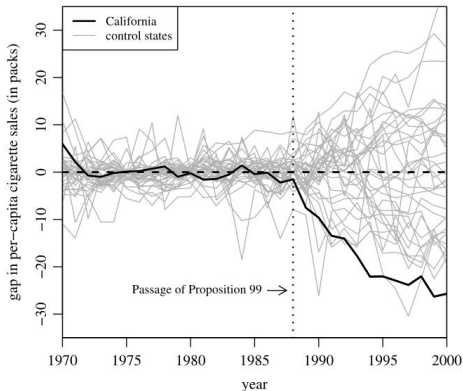 California
control states
gap in per−capita cigarette sales (in packs)
30
20
10
0
−10
−20
−30
Passage of Proposition 99
1970 1975 1980 1985 1990 1995 2000
year